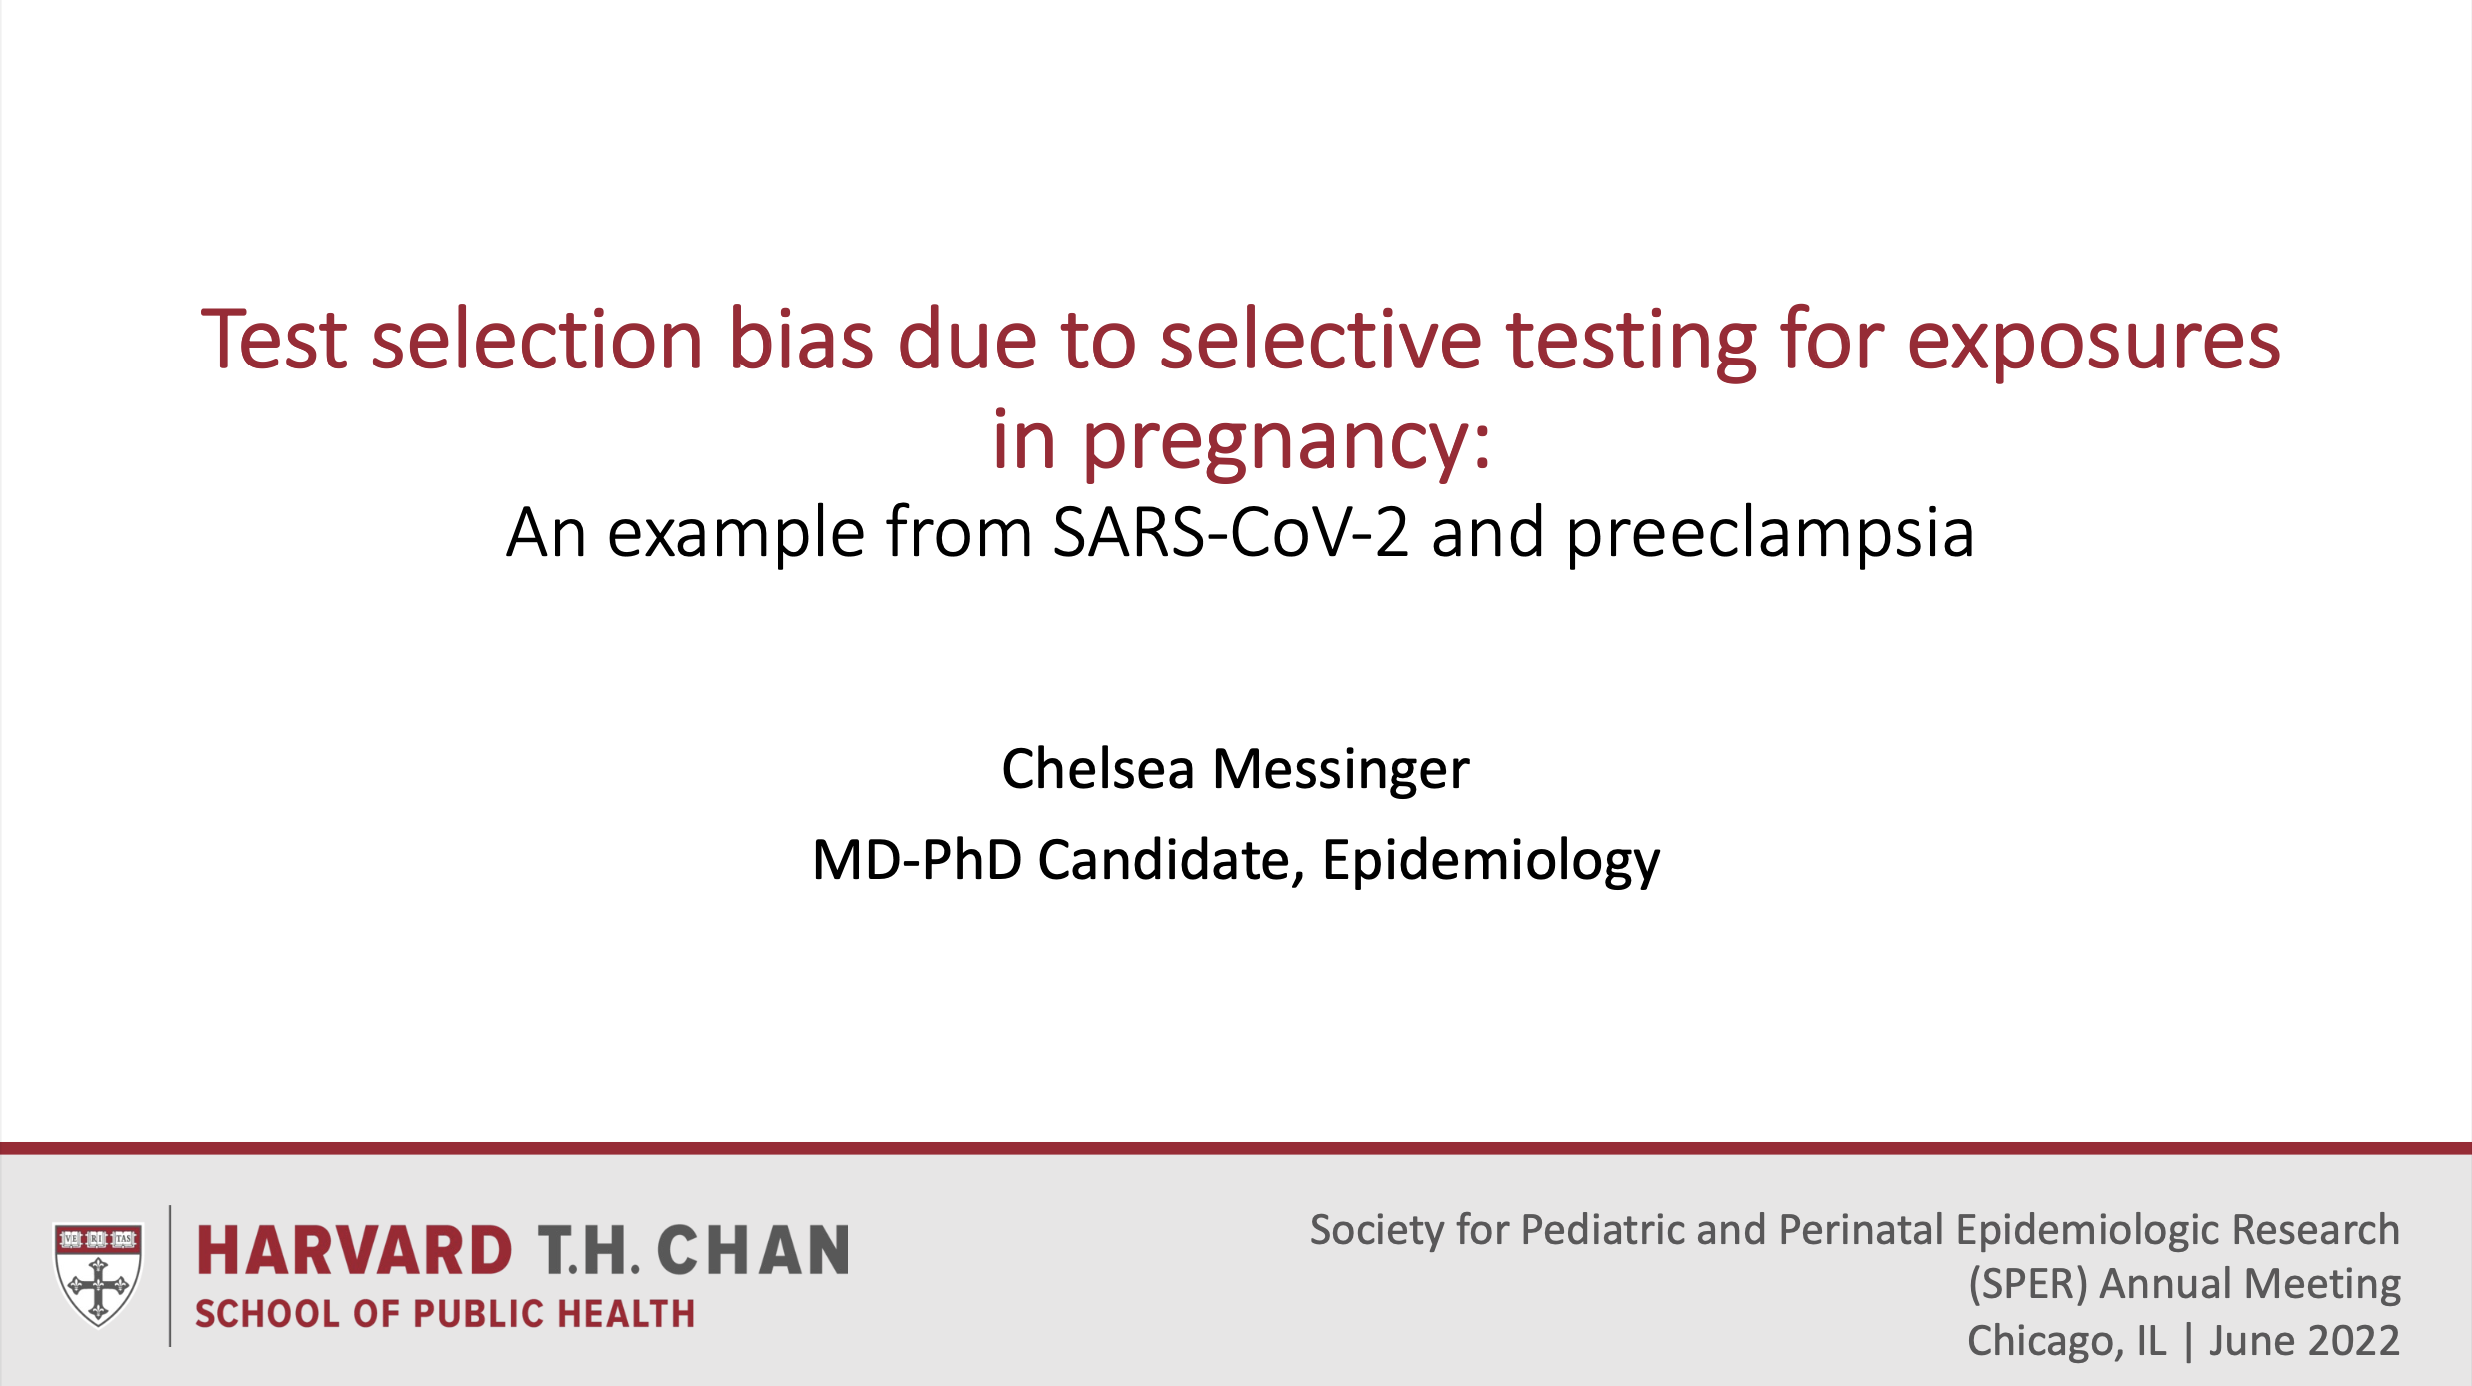 Test selection bias due to selective testing for exposures
in pregnancy:
An example from SARS-CoV-2 and preeclampsia
Chelsea Messinger
MD-PhD Candidate, Epidemiology
VE RI TAS
HARVARD T.H. CHAN
SCHOOL OF PUBLIC HEALTH
Society for Pediatric and Perinatal Epidemiologic Research
(SPER) Annual Meeting
Chicago, IL | June 2022